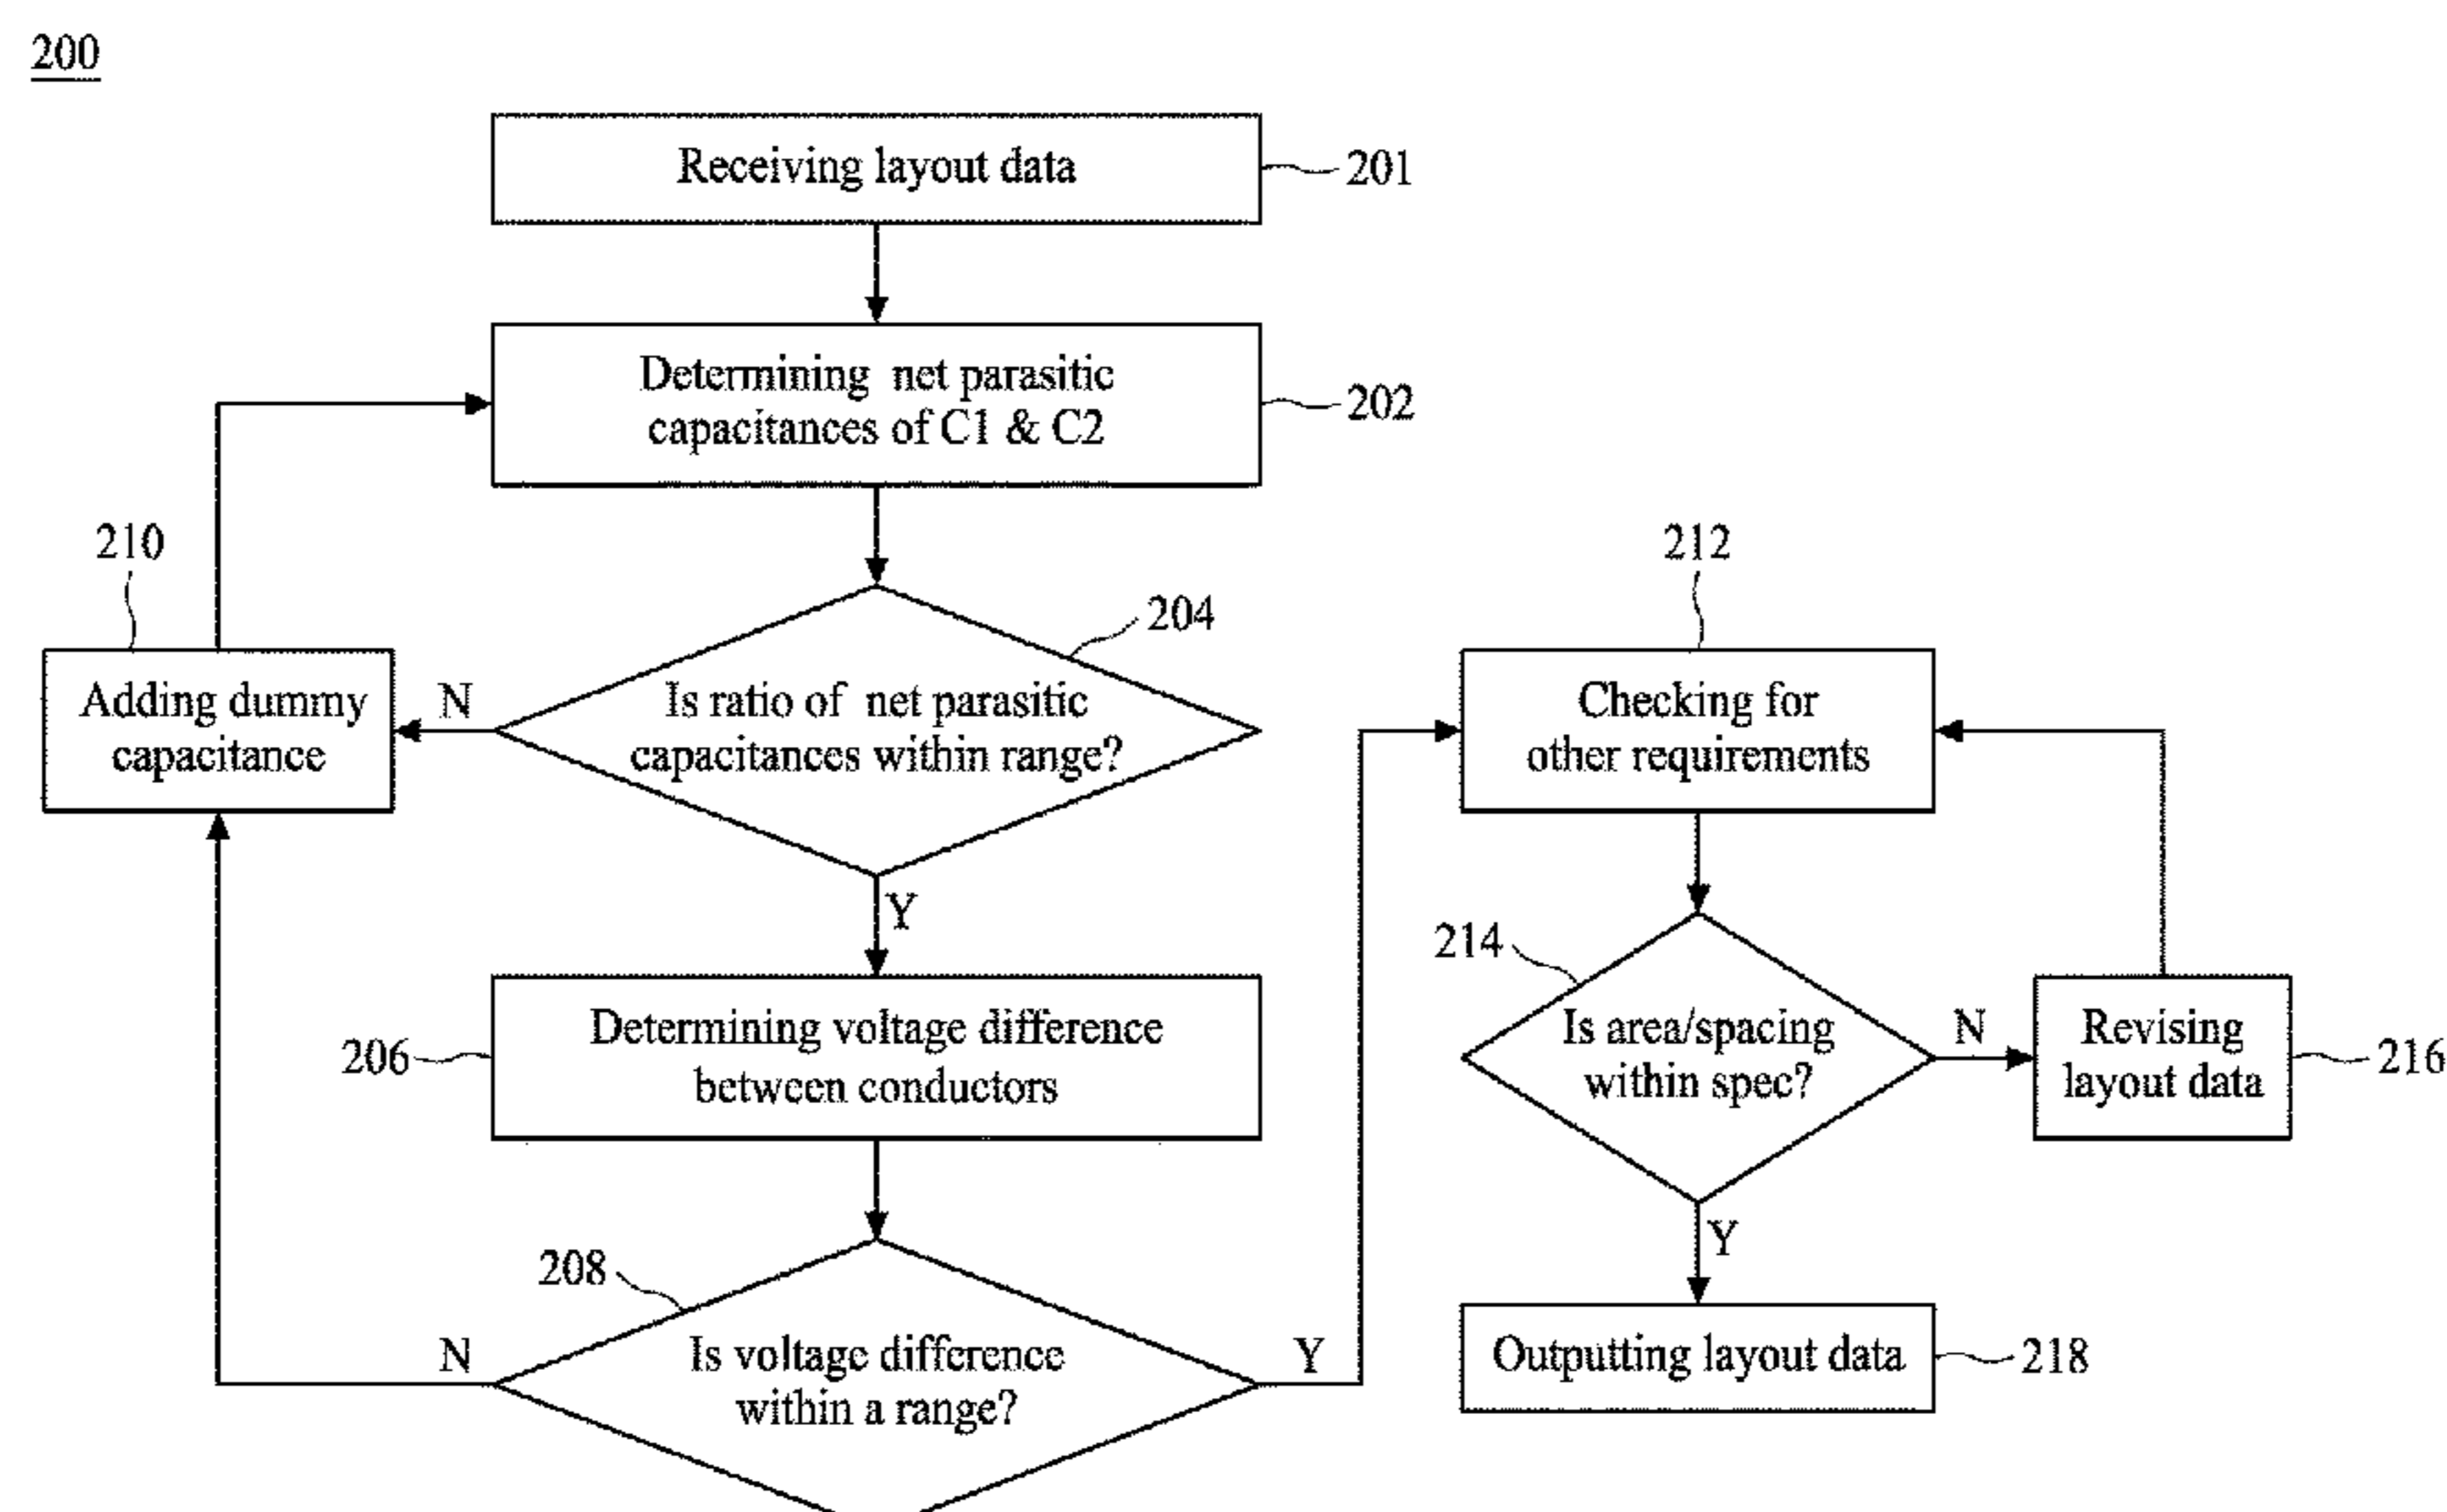 200
Receiving layout data
201
Determining net parasitic
capacitances of C1 & C2
202
210
Adding dummy
capacitance
N
204
Is ratio of net parasitic
capacitances within range?
Y
206
Determining voltage difference
between conductors
208
N
Is voltage difference
within a range?
Y
212
Checking for
other requirements
214
Is area/spacing
within spec?
N
Revising
layout data
216
Y
Outputting layout data
218